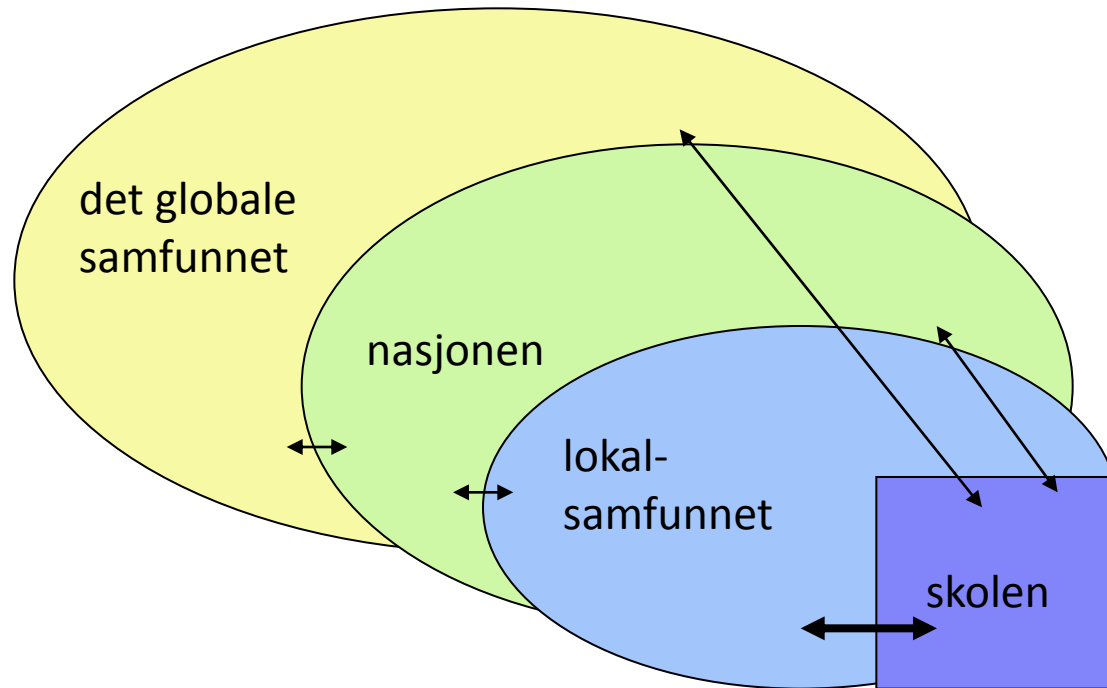 det globale
samfunnet
nasjonen
lokal-
samfunnet
skolen